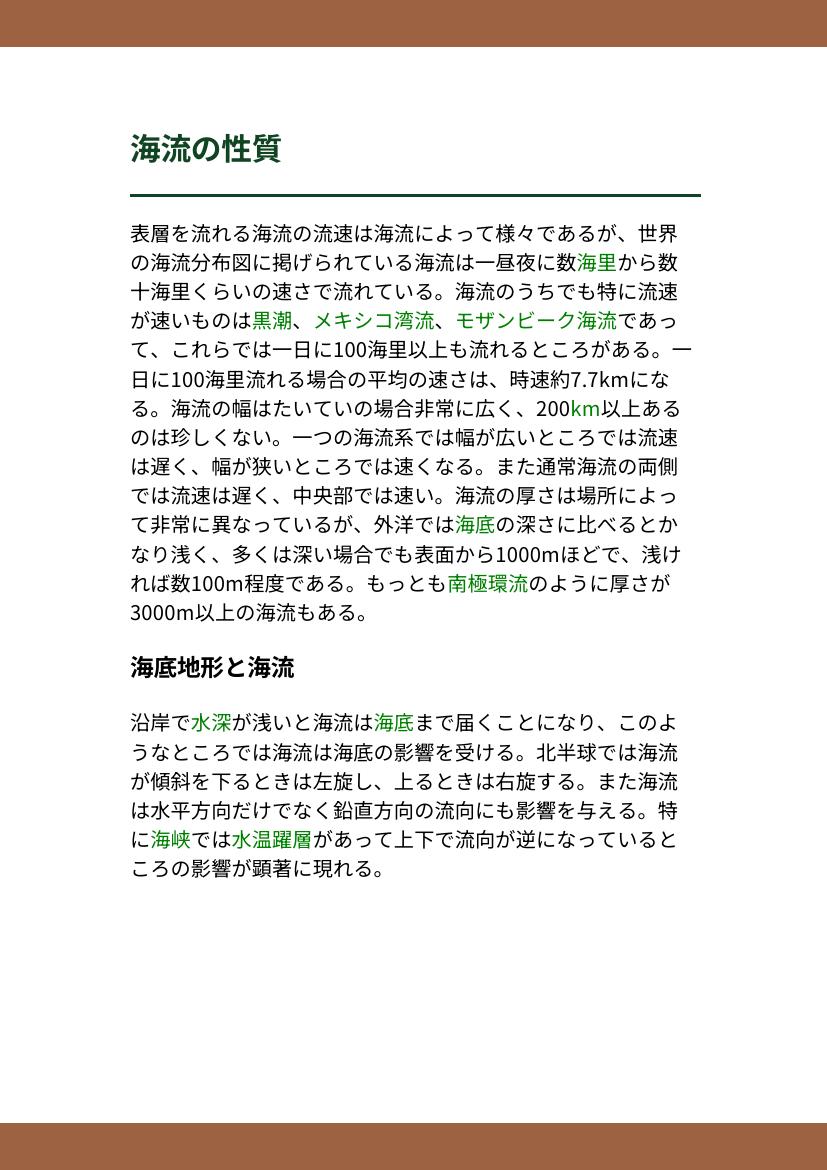 海流の性質
表層を流れる海流の流速は海流によって様々であるが、世界
の海流分布図に掲げられている海流は一昼夜に数海里から数
十海里くらいの速さで流れている。海流のうちでも特に流速
が速いものは黒潮、メキシコ湾流、モザンビーク海流であっ
て、これらでは一日に100海里以上も流れるところがある。一
日に100海里流れる場合の平均の速さは、時速約7.7kmにな
る。海流の幅はたいていの場合非常に広く、200km以上ある
のは珍しくない。一つの海流系では幅が広いところでは流速
は遅く、幅が狭いところでは速くなる。また通常海流の両側
では流速は遅く、中央部では速い。海流の厚さは場所によっ
て非常に異なっているが、外洋では海底の深さに比べるとか
なり浅く、多くは深い場合でも表面から1000mほどで、浅け
れば数100m程度である。もっとも南極環流のように厚さが
3000m以上の海流もある。
海底地形と海流
沿岸で水深が浅いと海流は海底まで届くことになり、このよ
うなところでは海流は海底の影響を受ける。北半球では海流
が傾斜を下るときは左旋し、上るときは右旋する。また海流
は水平方向だけでなく鉛直方向の流向にも影響を与える。特
に海峡では水温躍層があって上下で流向が逆になっていると
ころの影響が顕著に現れる。